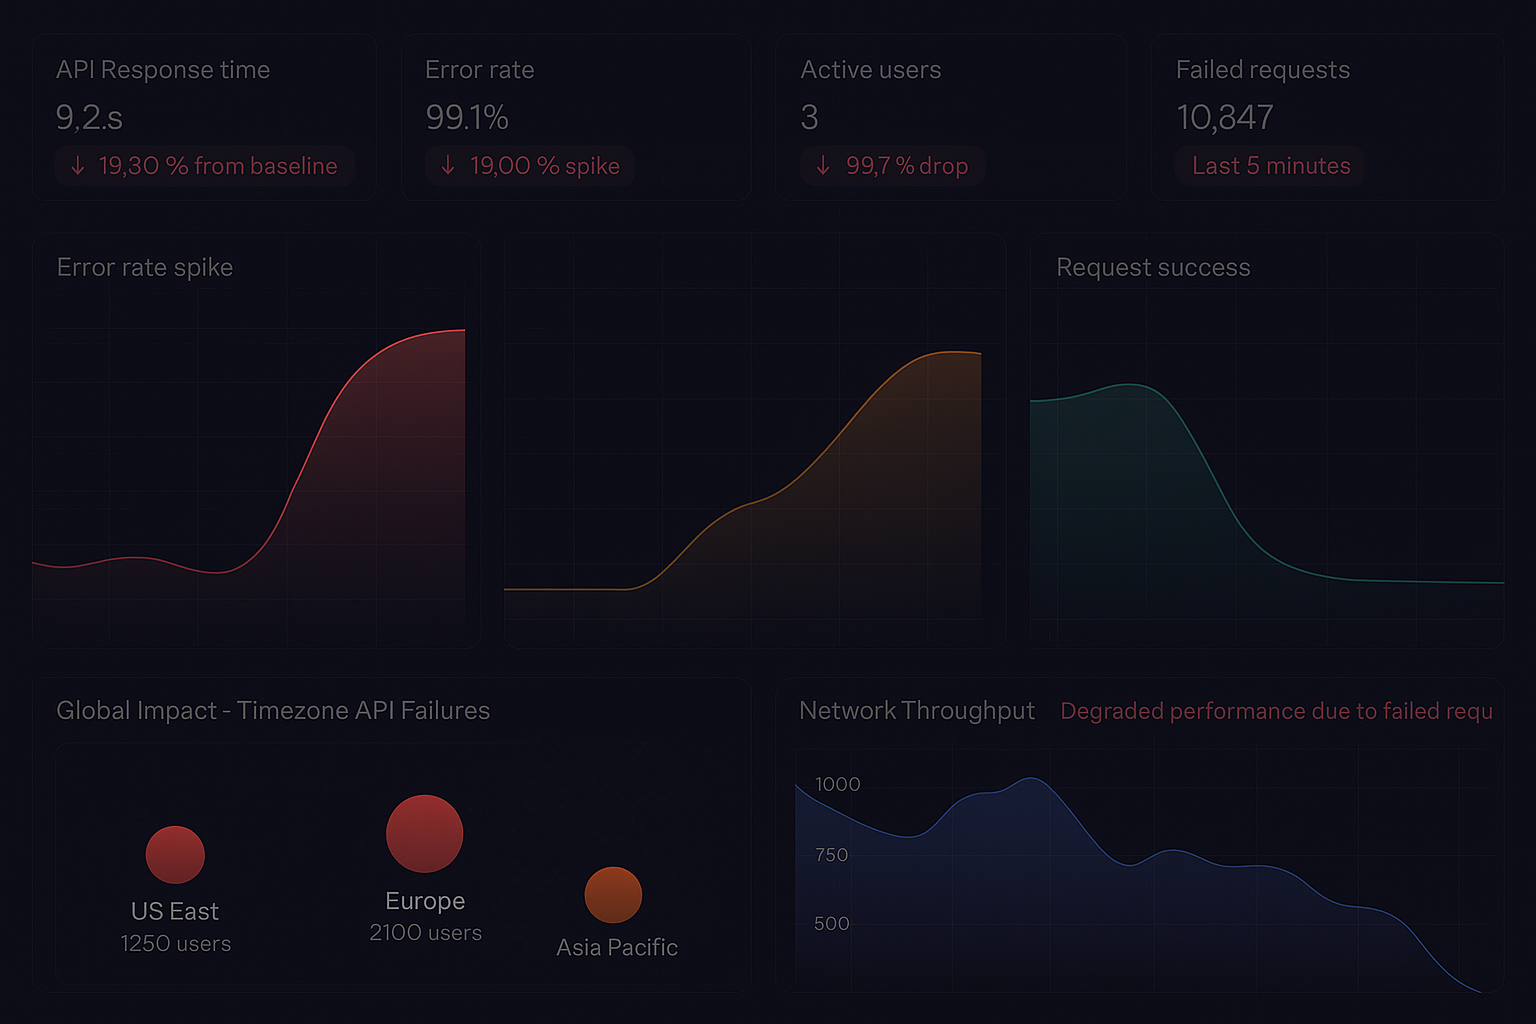 API Response time
9,2.s
↓ 19,30 % from baseline
Error rate
99.1%
↓ 19,00 % spike
Active users
3
↓ 99,7 % drop
Failed requests
10,847
Last 5 minutes
Error rate spike
Request success
Global Impact - Timezone API Failures
US East
1250 users
Europe
2100 users
Asia Pacific
Network Throughput
Degraded performance due to failed requ
1000
750
500